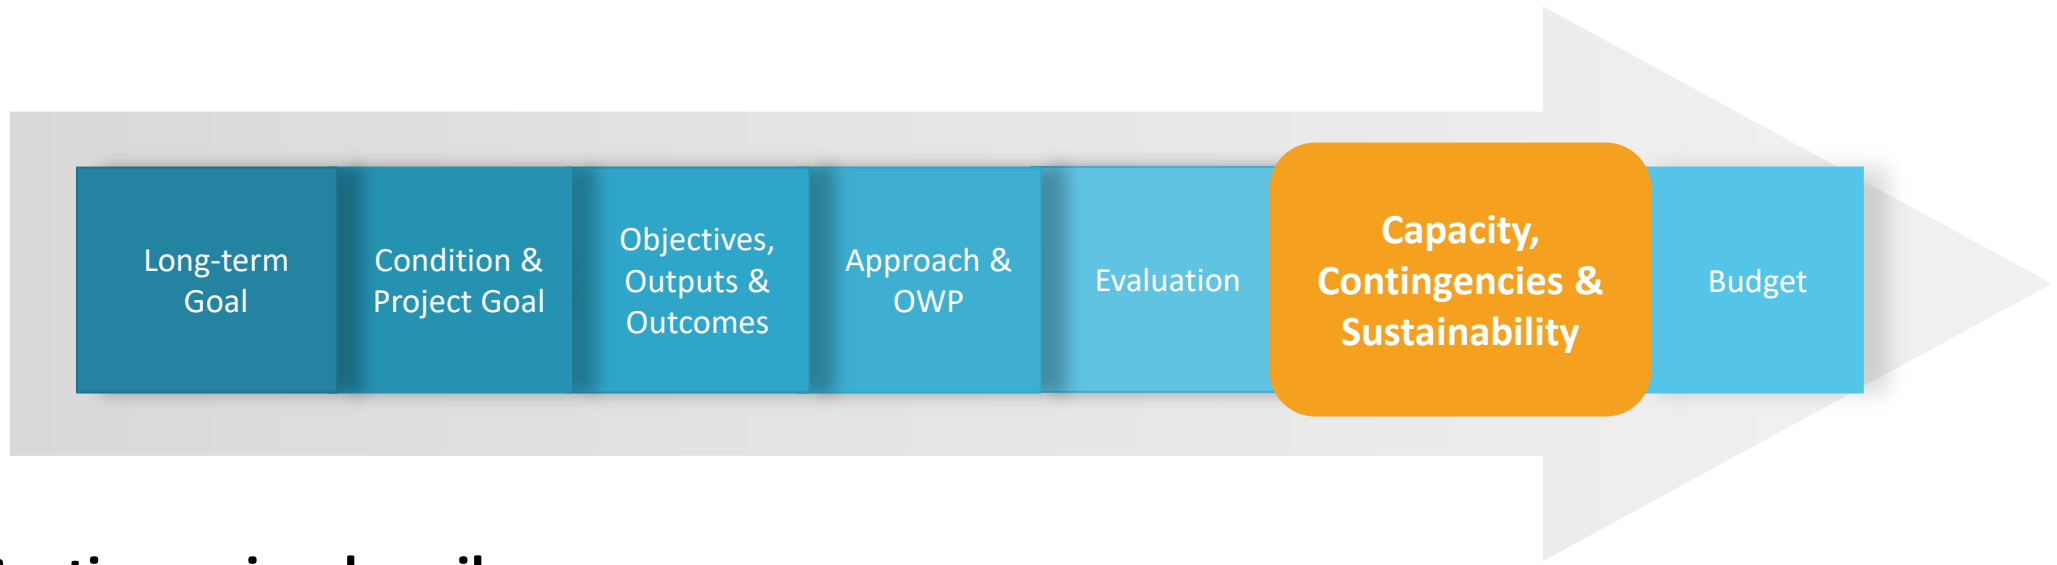 Long-term
Goal
Condition &
Project Goal
Objectives,
Outputs &
Outcomes
Approach &
OWP
Evaluation
Capacity,
Contingencies &
Sustainability
Budget